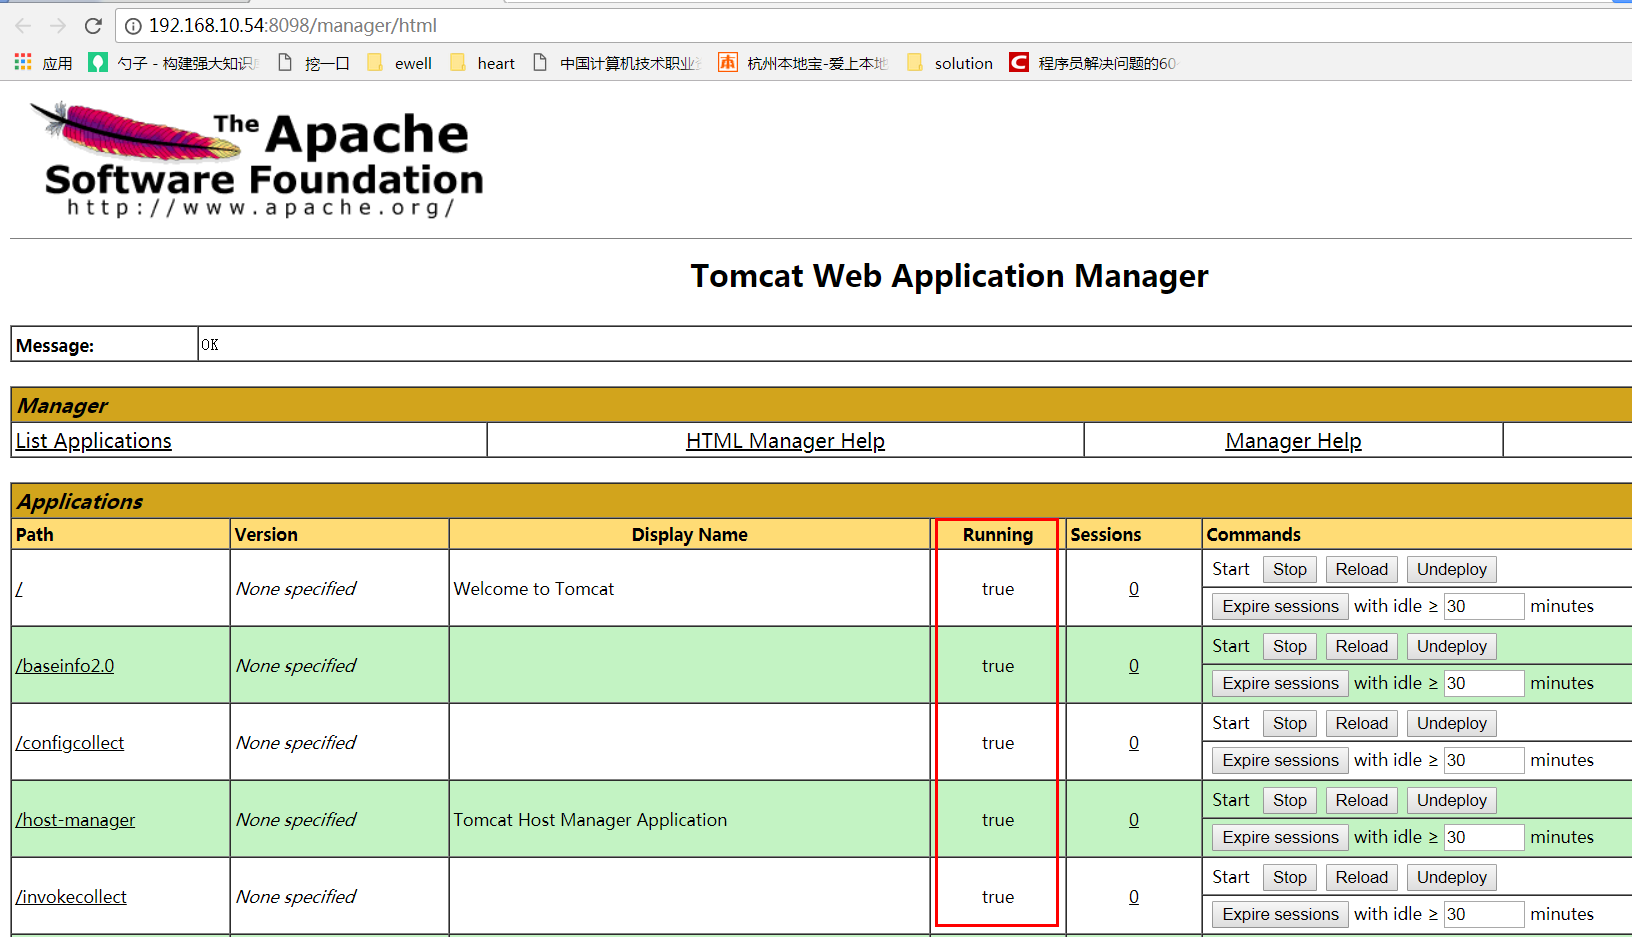 192.168.10.54:8098/manager/html
应用 勺子 - 构建强大知识 挖一口 ewell heart 中国计算机技术职业 杭州本地宝-爱上本地 solution 程序员解决问题的60
The Apache
Software Foundation
http://www.apache.org/
Tomcat Web Application Manager
Message: OK
Manager
List Applications HTML Manager Help Manager Help
Applications
Path Version Display Name Running Sessions Commands
/ None specified Welcome to Tomcat true 0 Start Stop Reload Undeploy
Expire sessions with idle ≥ 30 minutes
/baseinfo2.0 None specified true 0 Start Stop Reload Undeploy
Expire sessions with idle ≥ 30 minutes
/configcollect None specified true 0 Start Stop Reload Undeploy
Expire sessions with idle ≥ 30 minutes
/host-manager None specified Tomcat Host Manager Application true 0 Start Stop Reload Undeploy
Expire sessions with idle ≥ 30 minutes
/invokecollect None specified true 0 Start Stop Reload Undeploy
Expire sessions with idle ≥ 30 minutes